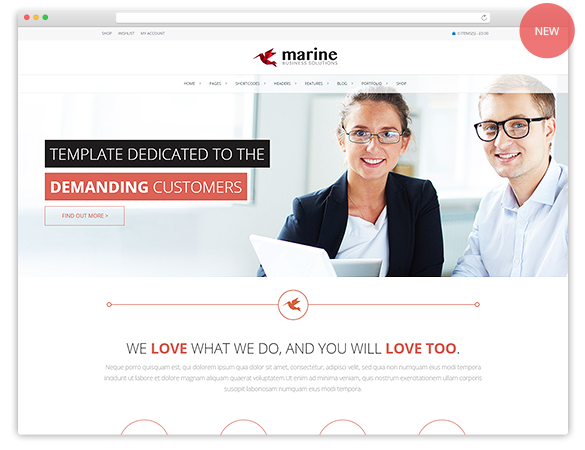 NEW
SHOP WISHLIST MY ACCOUNT
0 ITEM(S) - £0.00
marine
BUSINESS SOLUTIONS
HOME PAGES SHORTCODES HEADERS FEATURES BLOG PORTFOLIO SHOP
TEMPLATE DEDICATED TO THE
DEMANDING CUSTOMERS
FIND OUT MORE >
WE LOVE WHAT WE DO, AND YOU WILL LOVE TOO.
Neque porro quisquam est, qui dolorem ipsum quia dolor sit amet, consectetur, adipisci velit, sed quia non numquam eius modi tempora
incidunt ut labore et dolore magnam aliquam quaerat voluptatem.Ut enim ad minima veniam, quis nostrum exercitationem ullam corporis
suscipit laboriosam numquam eius modi tempora.